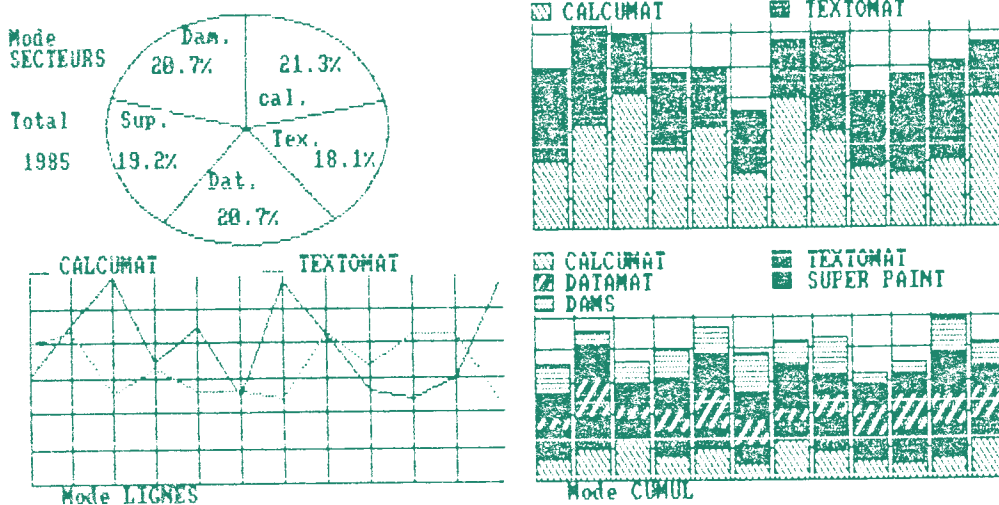 Mode
SECTEURS
Total
1985
Dam.
20.7%
21.3%
cal.
Sup.
19.2%
Tex.
18.1%
Dat.
20.7%
CALCUMAT TEXTOMAT
CALCUMAT TEXTOMAT
Mode LIGNES
CALCUMAT TEXTOMAT
DATAMAT SUPER PAINT
DAMS
Mode CUMUL